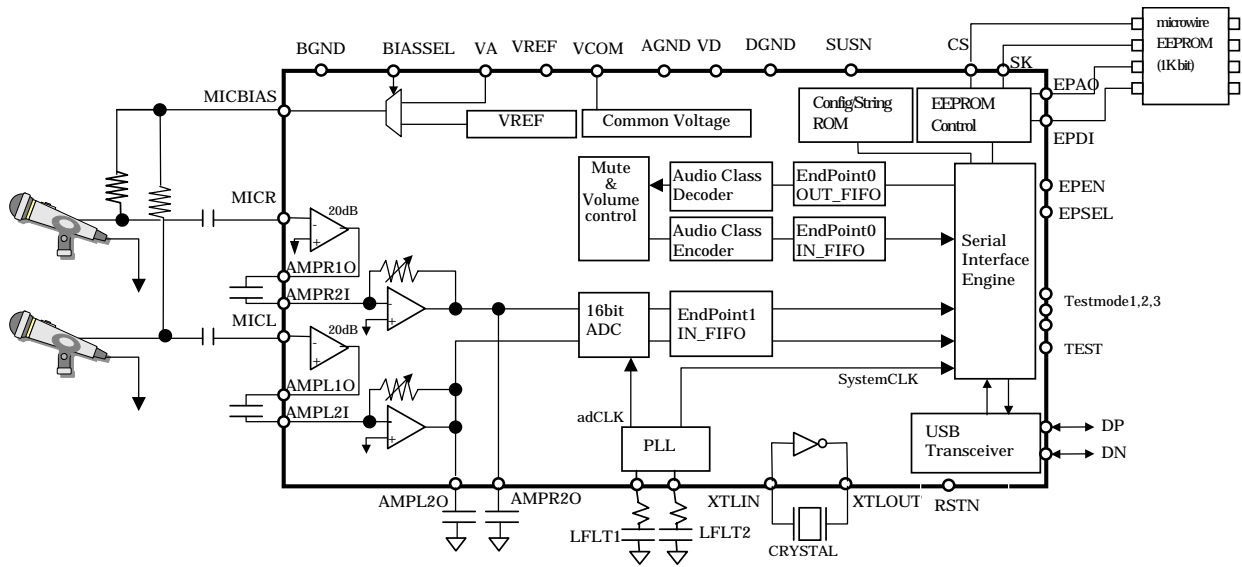 microwire
EEPROM
(1K bit)
BGND
BIASSEL
VA
VREF
VCOM
AGND
VD
DGND
SUSN
CS
SK
EPAO
MICBIAS
VREF
Common Voltage
Config/String
ROM
EEPROM
Control
EPDI
Mute
&
Volume
control
Audio Class
Decoder
EndPoint0
OUT_FIFO
EPEN
MICR
20dB
-
+
EPSEL
Audio Class
Encoder
EndPoint0
IN_FIFO
Serial
Interface
Engine
AMPR1O
AMPR2I
-
+
16bit
ADC
EndPoint1
IN_FIFO
Testmode1,2,3
MICL
20dB
-
+
TEST
AMPL1O
SystemCLK
AMPL2I
-
+
adCLK
PLL
USB
Transceiver
DP
DN
AMPL2O
AMPR2O
XTLIN
XTLOUT
RSTN
LFLT1
LFLT2
CRYSTAL